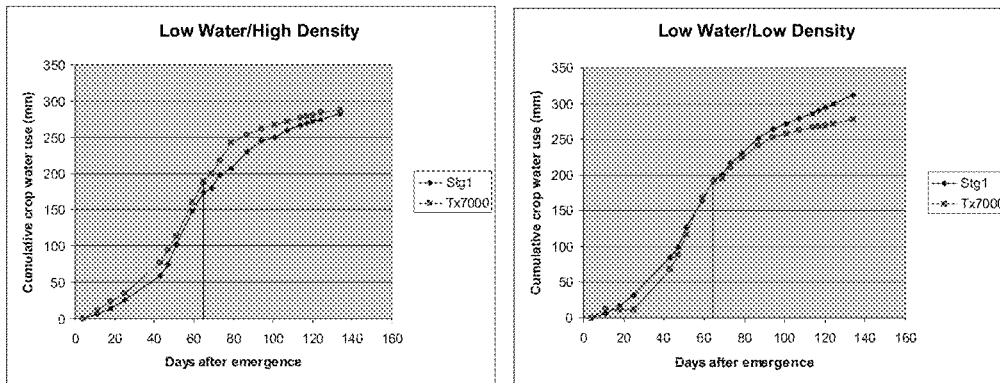 Low Water/High Density
Cumulative crop water use (mm)
350
300
250
200
150
100
50
0
0 20 40 60 80 100 120 140 160
Days after emergence
Stg1
Tx7000
Low Water/Low Density
Cumulative crop water use (mm)
350
300
250
200
150
100
50
0
0 20 40 60 80 100 120 140 160
Days after emergence
Stg1
Tx7000